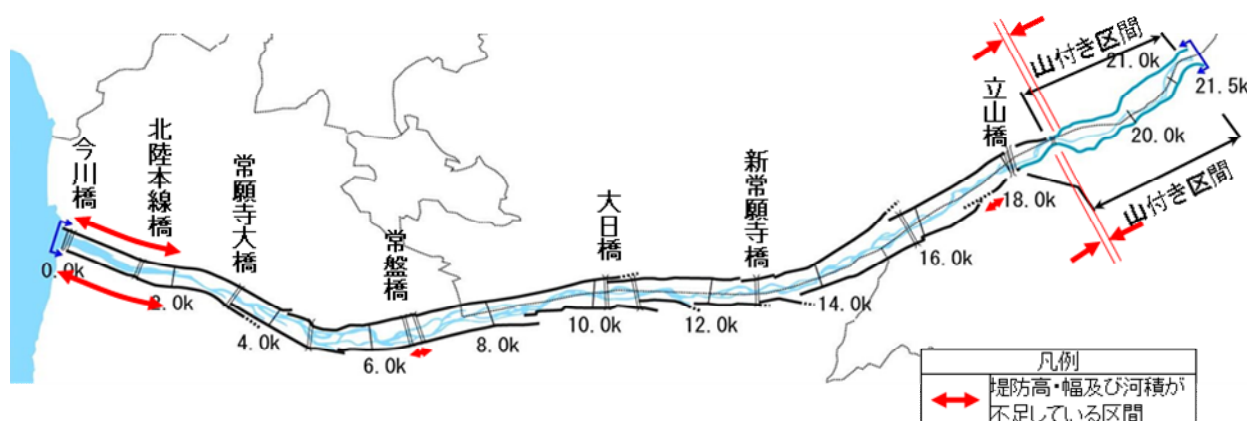 今川橋
北陸本線橋
常願寺大橋
常盤橋
大日橋
新常願寺橋
立山橋
山付き区間
山付き区間
0.0k
2.0k
4.0k
6.0k
8.0k
10.0k
12.0k
14.0k
16.0k
18.0k
20.0k
21.0k
21.5k
凡例
堤防高・幅及び河積が
不足している区間